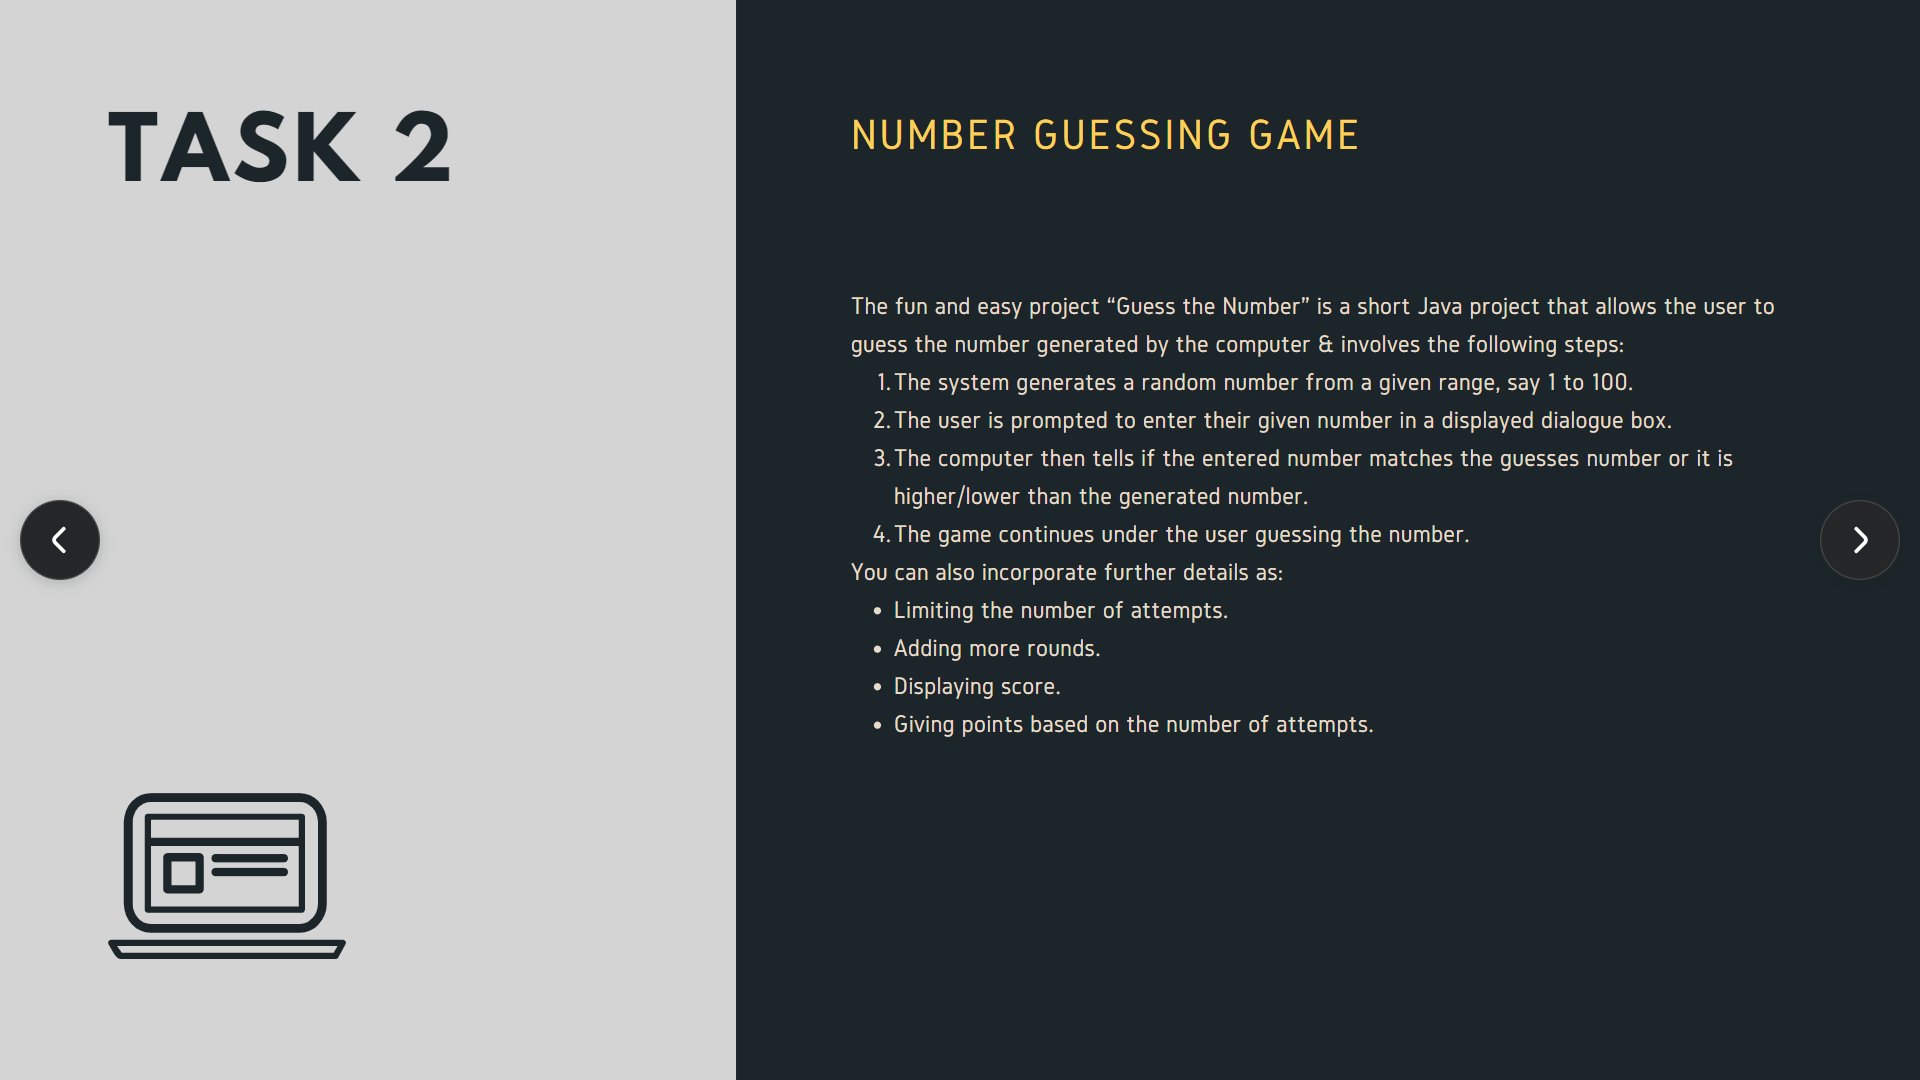 TASK 2
NUMBER GUESSING GAME
The fun and easy project “Guess the Number” is a short Java project that allows the user to
guess the number generated by the computer & involves the following steps:
1. The system generates a random number from a given range, say 1 to 100.
2. The user is prompted to enter their given number in a displayed dialogue box.
3. The computer then tells if the entered number matches the guesses number or it is
higher/lower than the generated number.
4. The game continues under the user guessing the number.
You can also incorporate further details as:
• Limiting the number of attempts.
• Adding more rounds.
• Displaying score.
• Giving points based on the number of attempts.